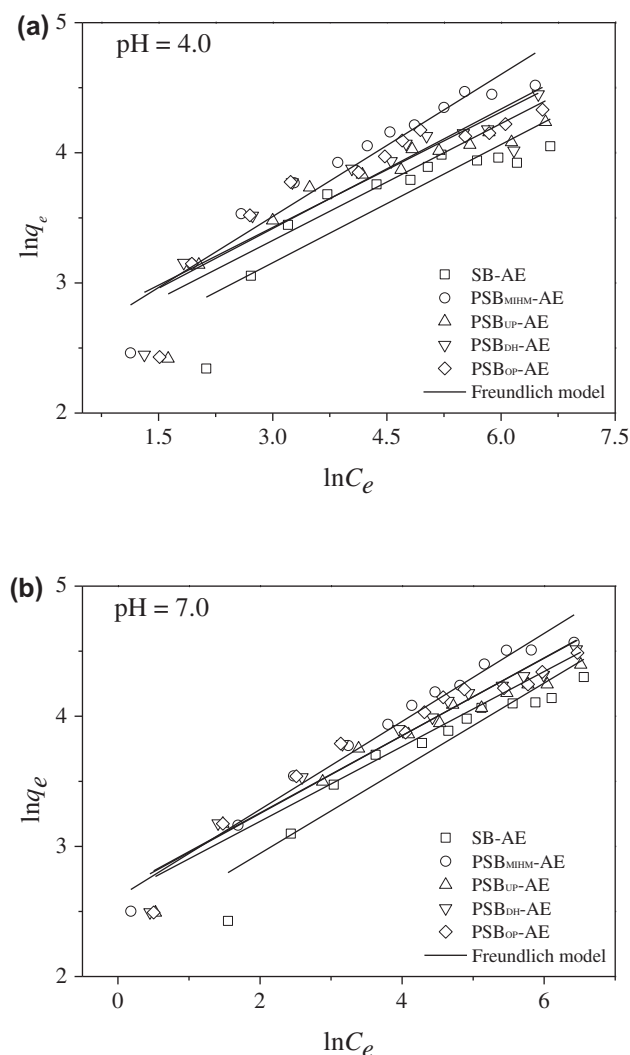 (a)
pH = 4.0
5
4
3
2
lnqe
SB-AE
PSBMIHM-AE
PSBUP-AE
PSBDH-AE
PSBOP-AE
Freundlich model
1.5 3.0 4.5 6.0 7.5
lnCe
(b)
pH = 7.0
5
4
3
2
lnqe
SB-AE
PSBMIHM-AE
PSBUP-AE
PSBDH-AE
PSBOP-AE
Freundlich model
0 2 4 6
lnCe